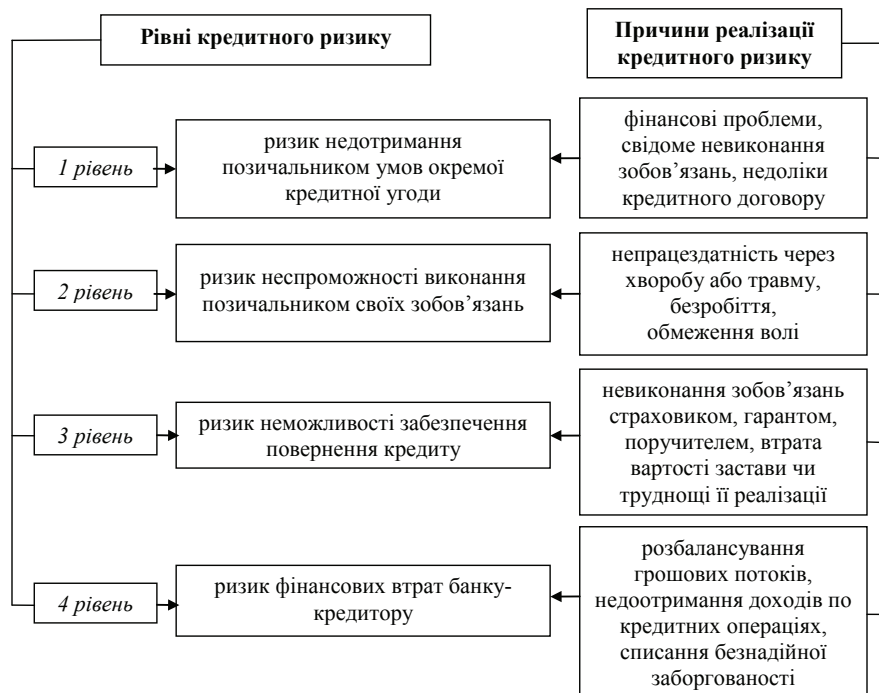 Рівні кредитного ризику
Причини реалізації
кредитного ризику
1 рівень
ризик недотримання
позичальником умов окремої
кредитної угоди
фінансові проблеми,
свідоме невиконання
зобов’язань, недоліки
кредитного договору
2 рівень
ризик неспроможності виконання
позичальником своїх зобов’язань
непрацездатність через
хворобу або травму,
безробіття,
обмеження волі
3 рівень
ризик неможливості забезпечення
повернення кредиту
невиконання зобов’язань
страховиком, гарантом,
поручителем, втрата
вартості застави чи
труднощі її реалізації
4 рівень
ризик фінансових втрат банку-
кредитору
розбалансування
грошових потоків,
недоотримання доходів по
кредитних операціях,
списання безнадійної
заборгованості